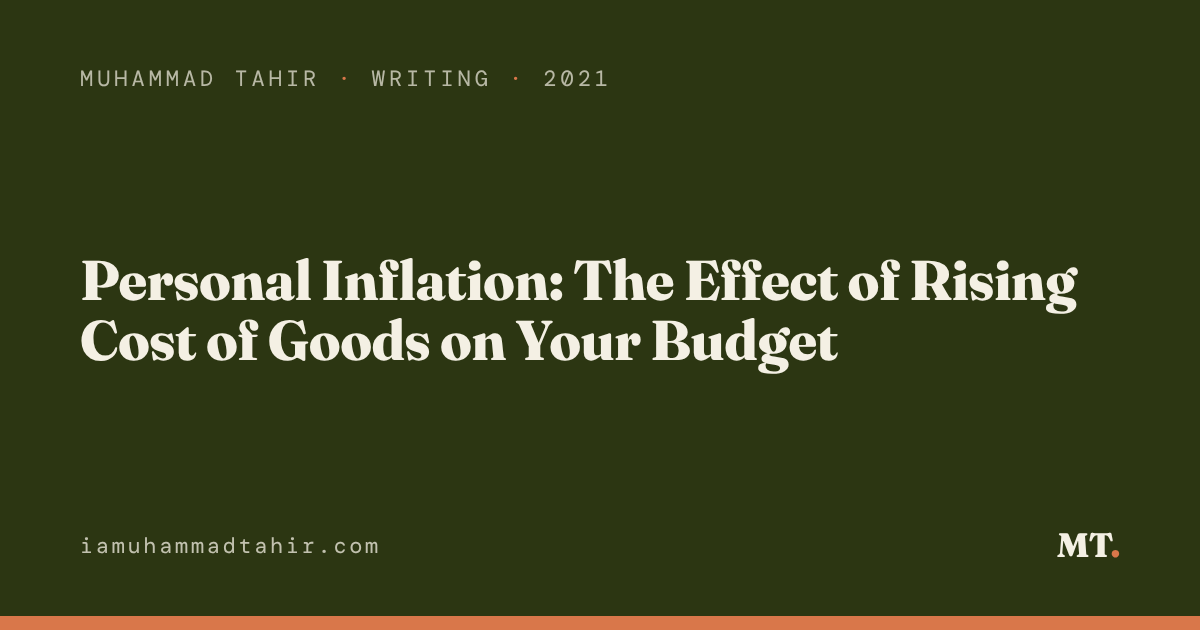 MUHAMMAD TAHIR · WRITING · 2021
Personal Inflation: The Effect of Rising
Cost of Goods on Your Budget
iamuhammadtahir.com
MT.